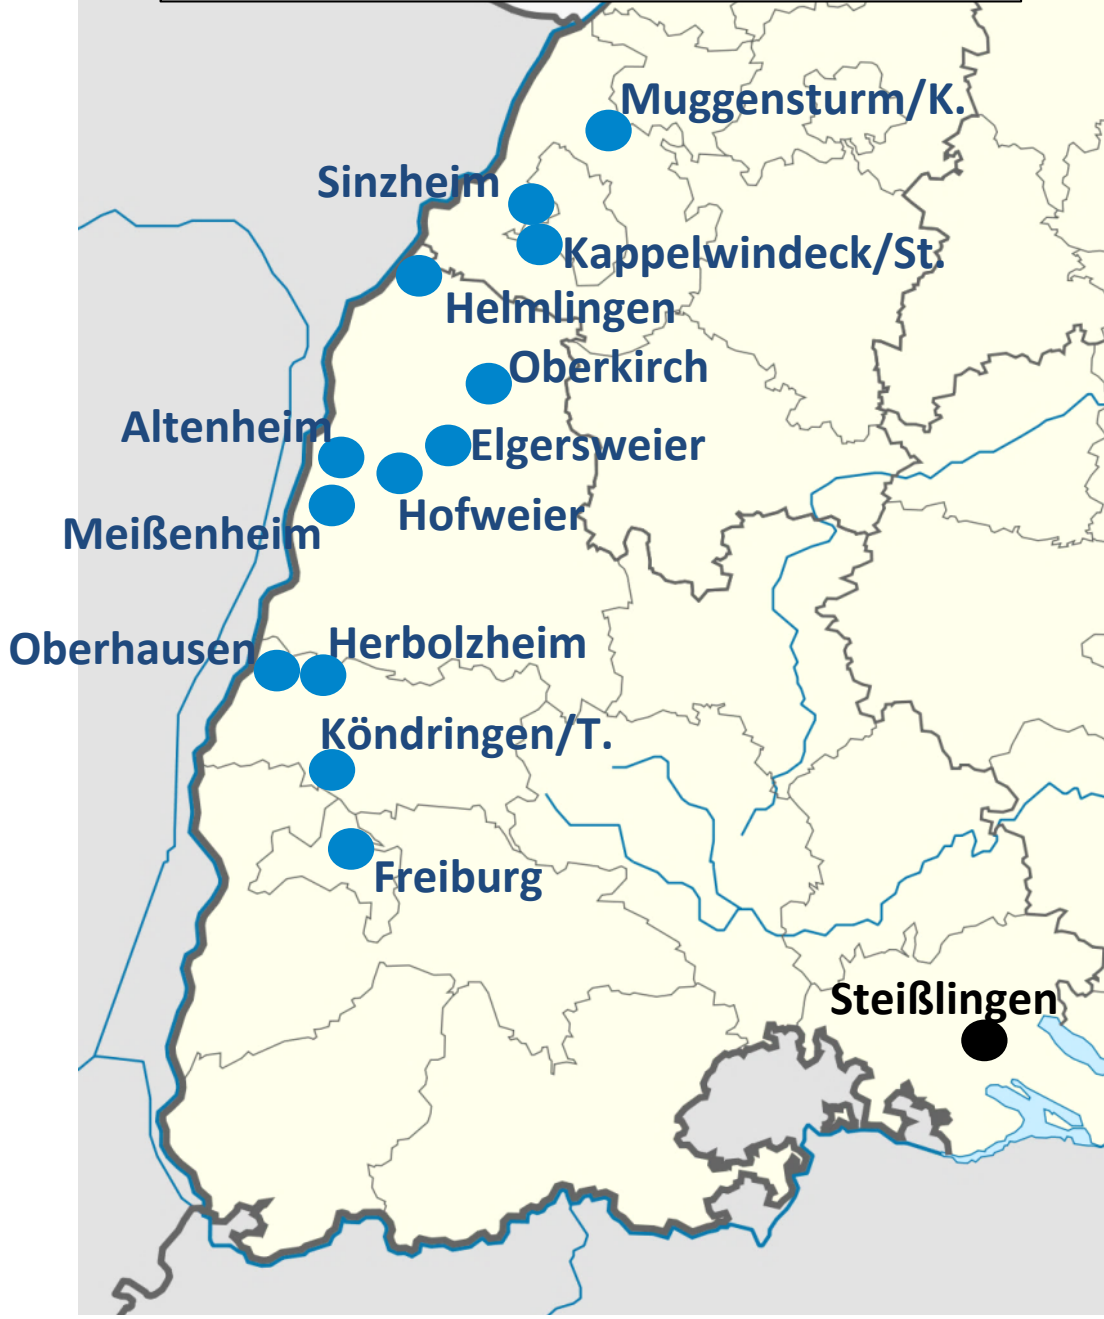 Muggensturm/K.
Sinzheim
Kappelwindeck/St.
Helmlingen
Oberkirch
Altenheim
Elgersweier
Hofweier
Meißenheim
Oberhausen
Herbolzheim
Köndringen/T.
Freiburg
Steißlingen